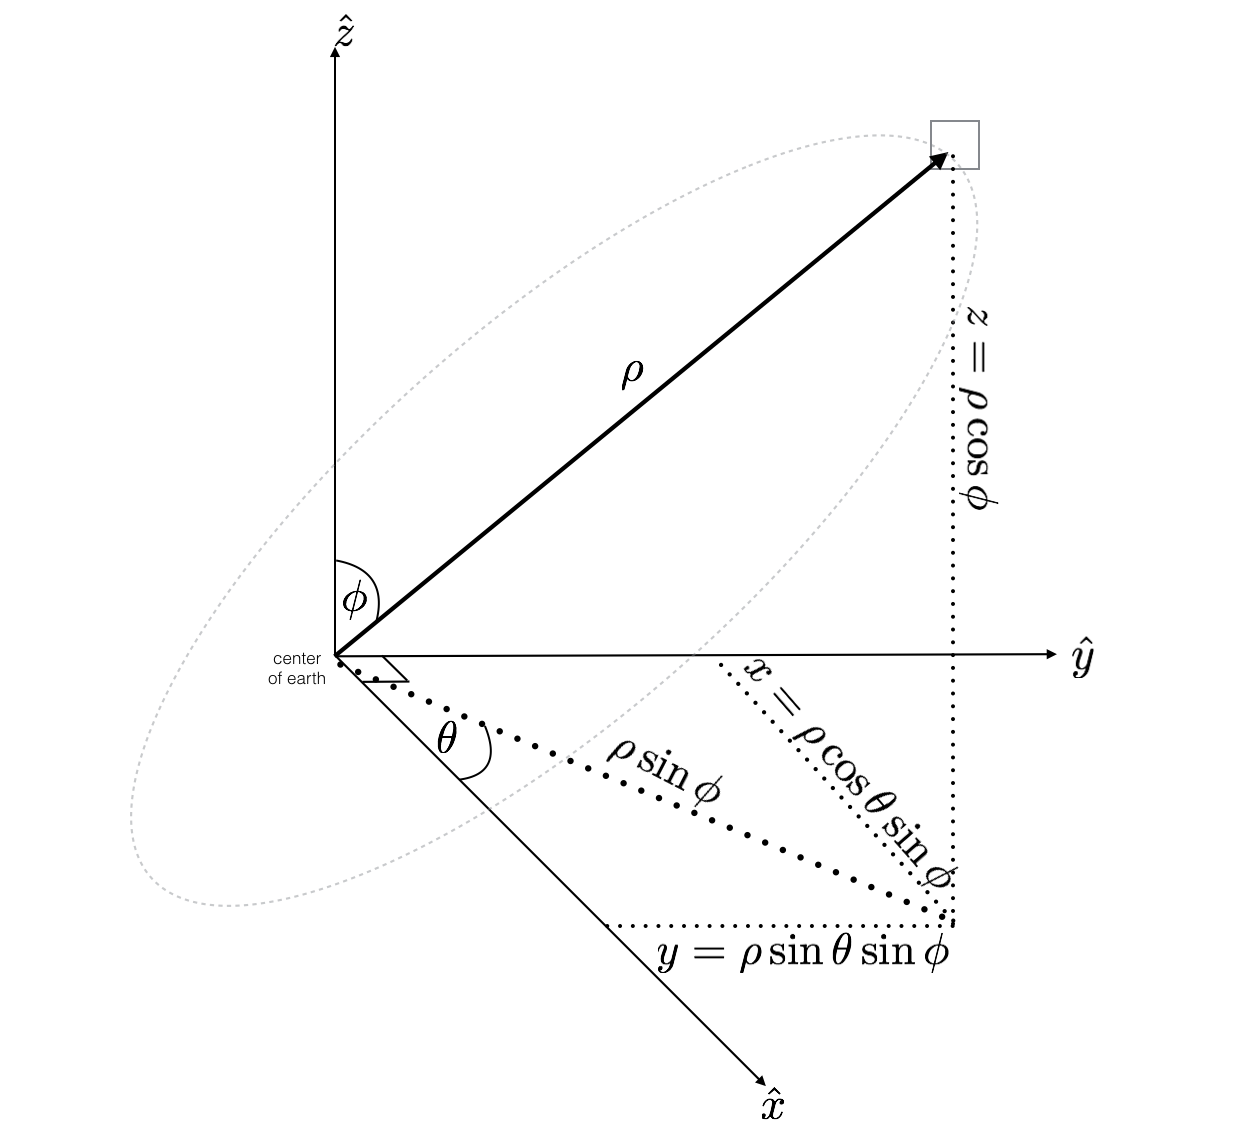 ẑ
z = ρ cos ϕ
ρ
ϕ
center
of earth
ŷ
x = ρ cos θ sin ϕ
θ
ρ sin ϕ
y = ρ sin θ sin ϕ
x̂